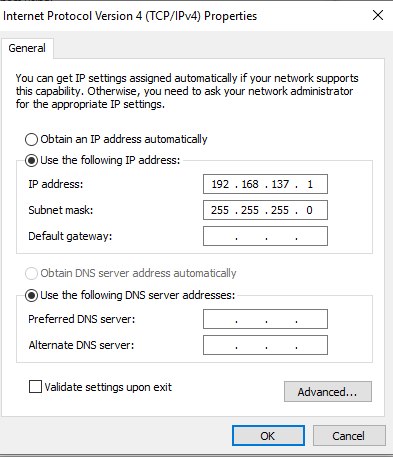 Internet Protocol Version 4 (TCP/IPv4) Properties
General
You can get IP settings assigned automatically if your network supports
this capability. Otherwise, you need to ask your network administrator
for the appropriate IP settings.
Obtain an IP address automatically
Use the following IP address:
IP address: 192 . 168 . 137 . 1
Subnet mask: 255 . 255 . 255 . 0
Default gateway: . . .
Obtain DNS server address automatically
Use the following DNS server addresses:
Preferred DNS server: . . .
Alternate DNS server: . . .
Validate settings upon exit
Advanced...
OK Cancel